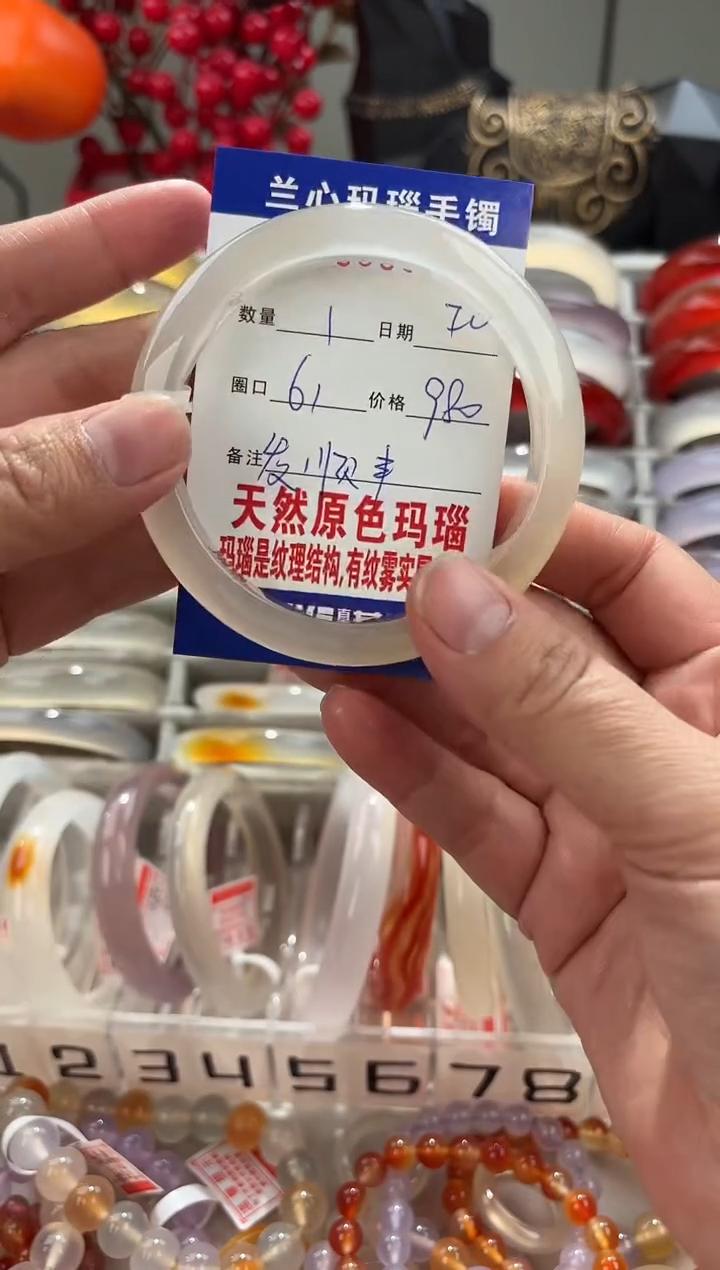 兰心玛瑙手镯
数量 1 日期
圈口 61 价格 980
备注 发顺丰
天然原色玛瑙
玛瑙是纹理结构,有纹雾实属
1 2 3 4 5 6 7 8